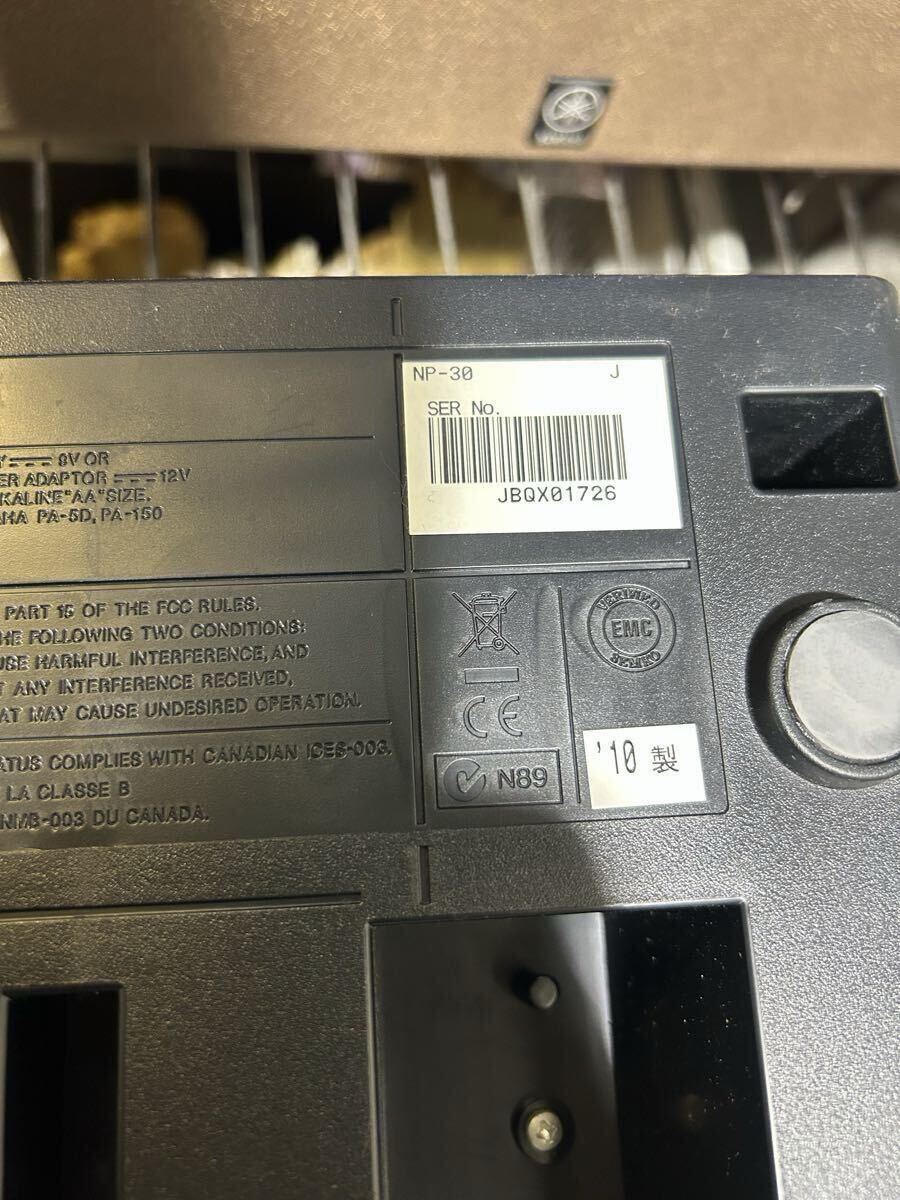 NP-30 J
SER No.
JBQX01726
9V OR
ER ADAPTOR 12V
KALINE"AA"SIZE.
HA PA-5D, PA-150
PART 15 OF THE FCC RULES.
HE FOLLOWING TWO CONDITIONS:
USE HARMFUL INTERFERENCE, AND
T ANY INTERFERENCE RECEIVED,
AT MAY CAUSE UNDESIRED OPERATION.
ATUS COMPLIES WITH CANADIAN ICES-003.
LA CLASSE B
NMB-003 DU CANADA.
CE
N89
EMC
'10 製